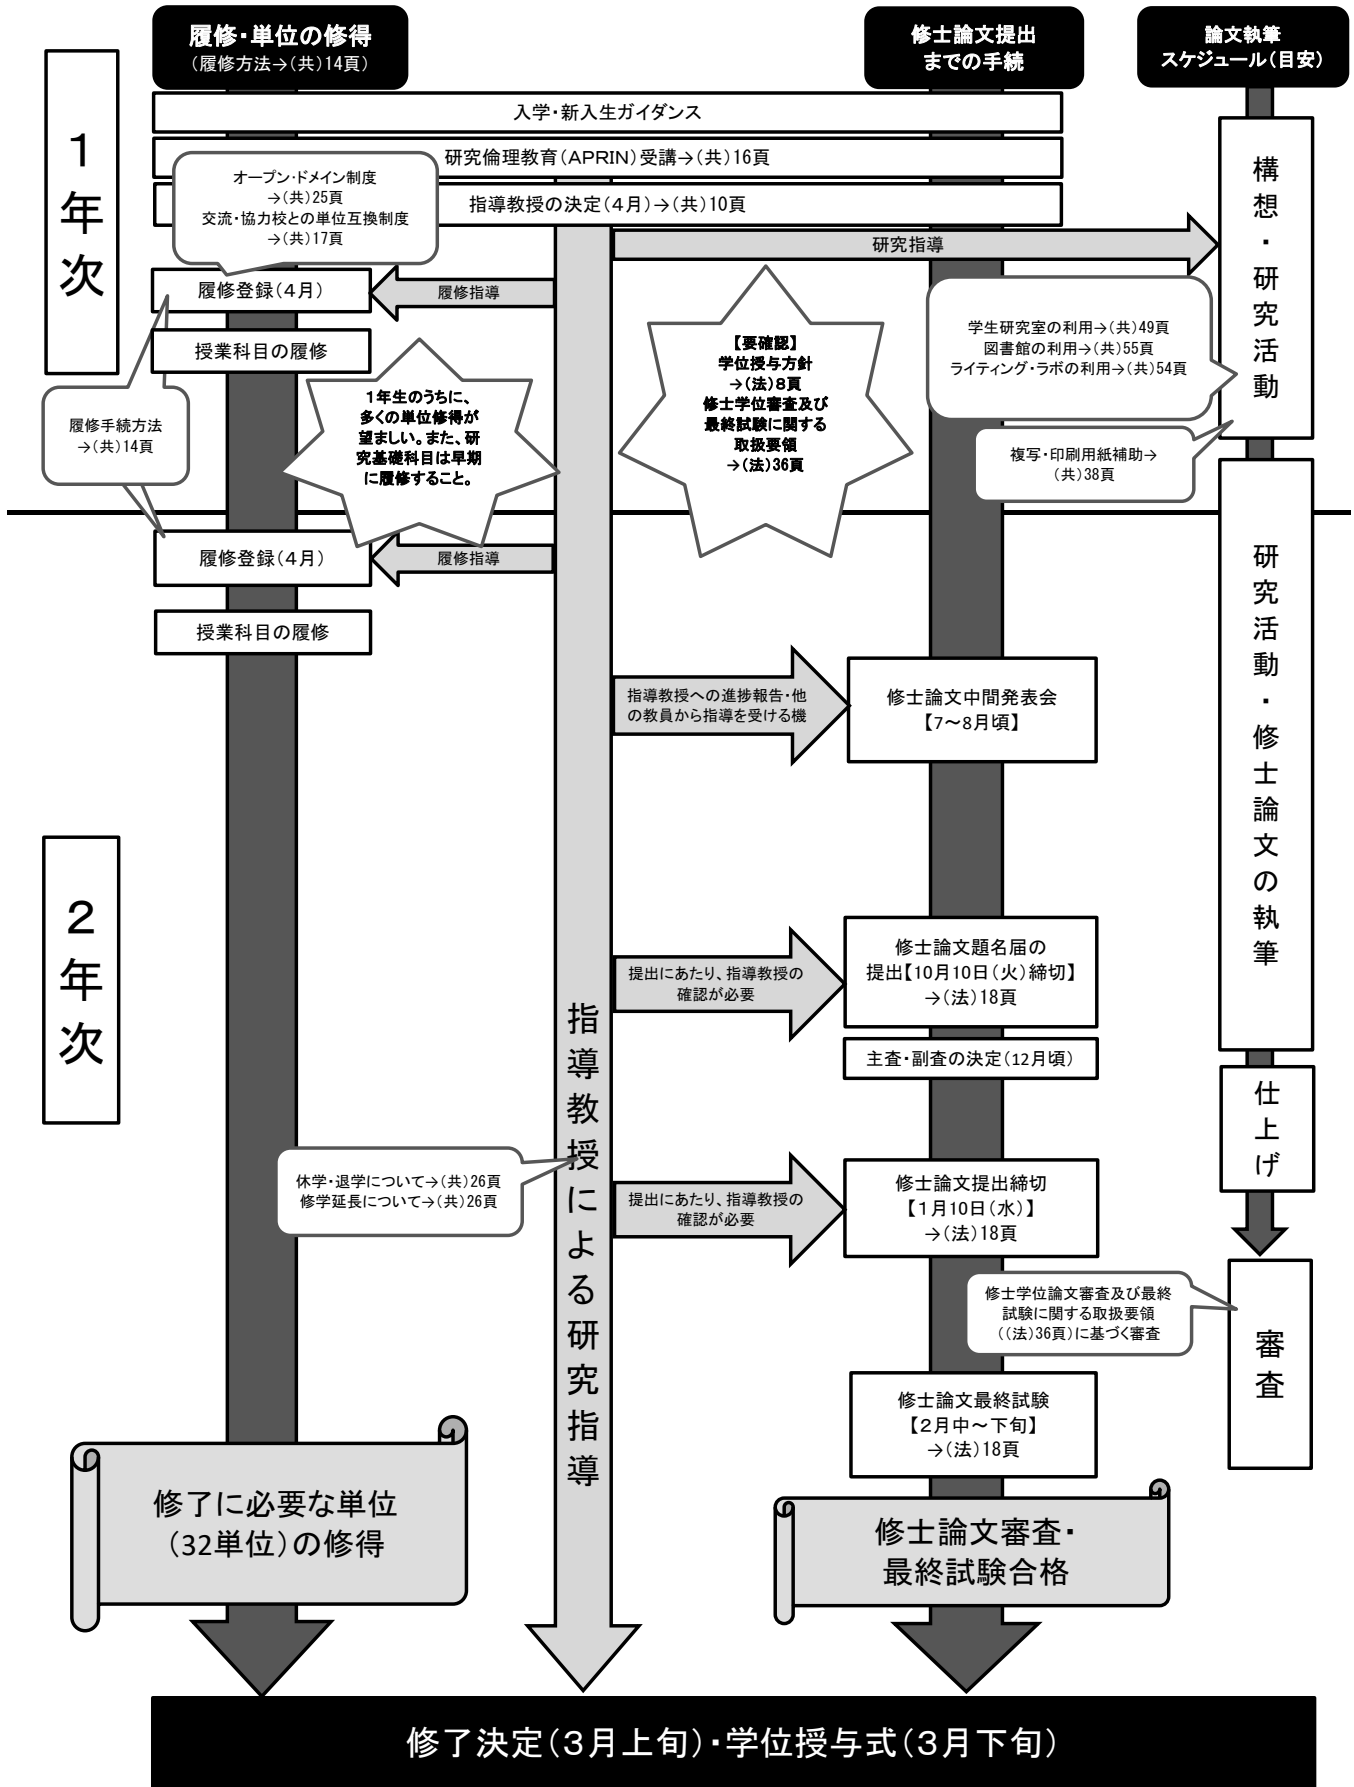 履修・単位の修得
(履修方法→(共)14頁)
修士論文提出
までの手続
論文執筆
スケジュール(目安)
1年次
入学・新入生ガイダンス
研究倫理教育(APRIN)受講→(共)16頁
指導教授の決定(4月)→(共)10頁
オープン・ドメイン制度
→(共)25頁
交流・協力校との単位互換制度
→(共)17頁
研究指導
構想・研究活動
履修登録(4月)
履修指導
授業科目の履修
履修手続方法
→(共)14頁
1年生のうちに、
多くの単位修得が
望ましい。また、研
究基礎科目は早期
に履修すること。
【要確認】
学位授与方針
→(法)8頁
修士学位審査及び
最終試験に関する
取扱要領
→(法)36頁
学生研究室の利用→(共)49頁
図書館の利用→(共)55頁
ライティング・ラボの利用→(共)54頁
複写・印刷用紙補助→
(共)38頁
2年次
履修登録(4月)
履修指導
授業科目の履修
研究活動・修士論文の執筆
指導教授への進捗報告・他
の教員から指導を受ける機
修士論文中間発表会
【7~8月頃】
提出にあたり、指導教授の
確認が必要
修士論文題名届の
提出【10月10日(火)締切】
→(法)18頁
主査・副査の決定(12月頃)
指導教授による研究指導
仕上げ
休学・退学について→(共)26頁
修学延長について→(共)26頁
提出にあたり、指導教授の
確認が必要
修士論文提出締切
【1月10日(水)】
→(法)18頁
修士学位論文審査及び最終
試験に関する取扱要領
((法)36頁)に基づく審査
審査
修士論文最終試験
【2月中~下旬】
→(法)18頁
修了に必要な単位
(32単位)の修得
修士論文審査・
最終試験合格
修了決定(3月上旬)・学位授与式(3月下旬)